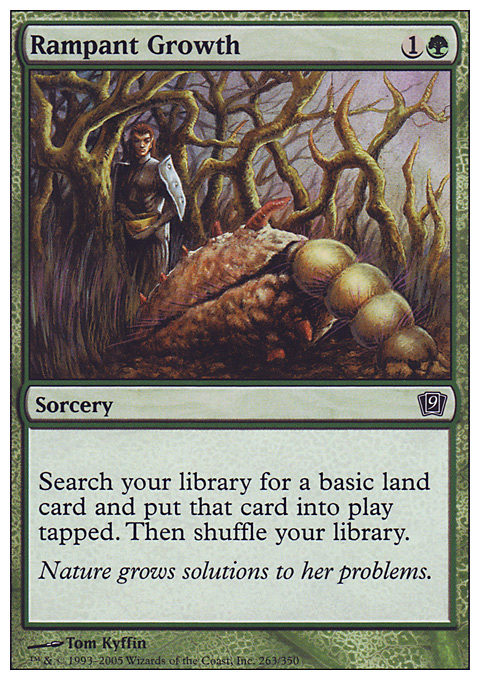 Rampant Growth 1
Sorcery 9
Search your library for a basic land
card and put that card into play
tapped. Then shuffle your library.
Nature grows solutions to her problems.
Tom Kyffin
™ & © 1993–2005 Wizards of the Coast, Inc. 263/350